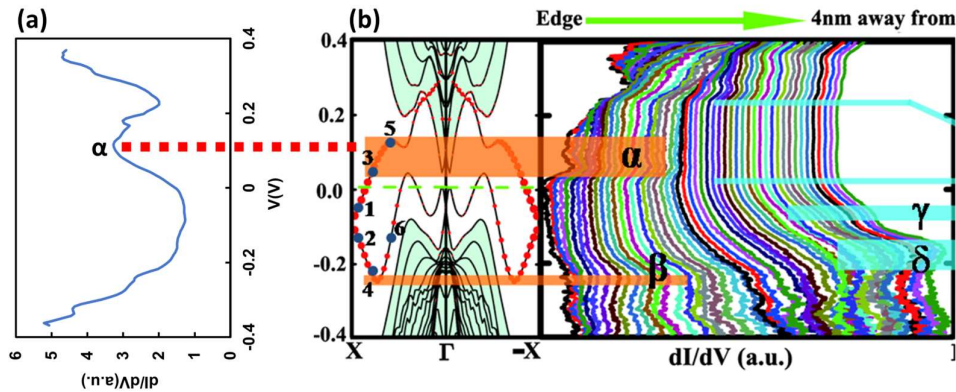 (a)
α
0.4
0.2
0
-0.2
-0.4
V(V)
6 5 4 3 2 1 0
dI/dV(a.u.)
(b)
Edge
4nm away from
0.4
0.2
0.0
-0.2
-0.4
5
3
1
2
6
4
α
β
γ
δ
X Γ -X
dI/dV (a.u.)